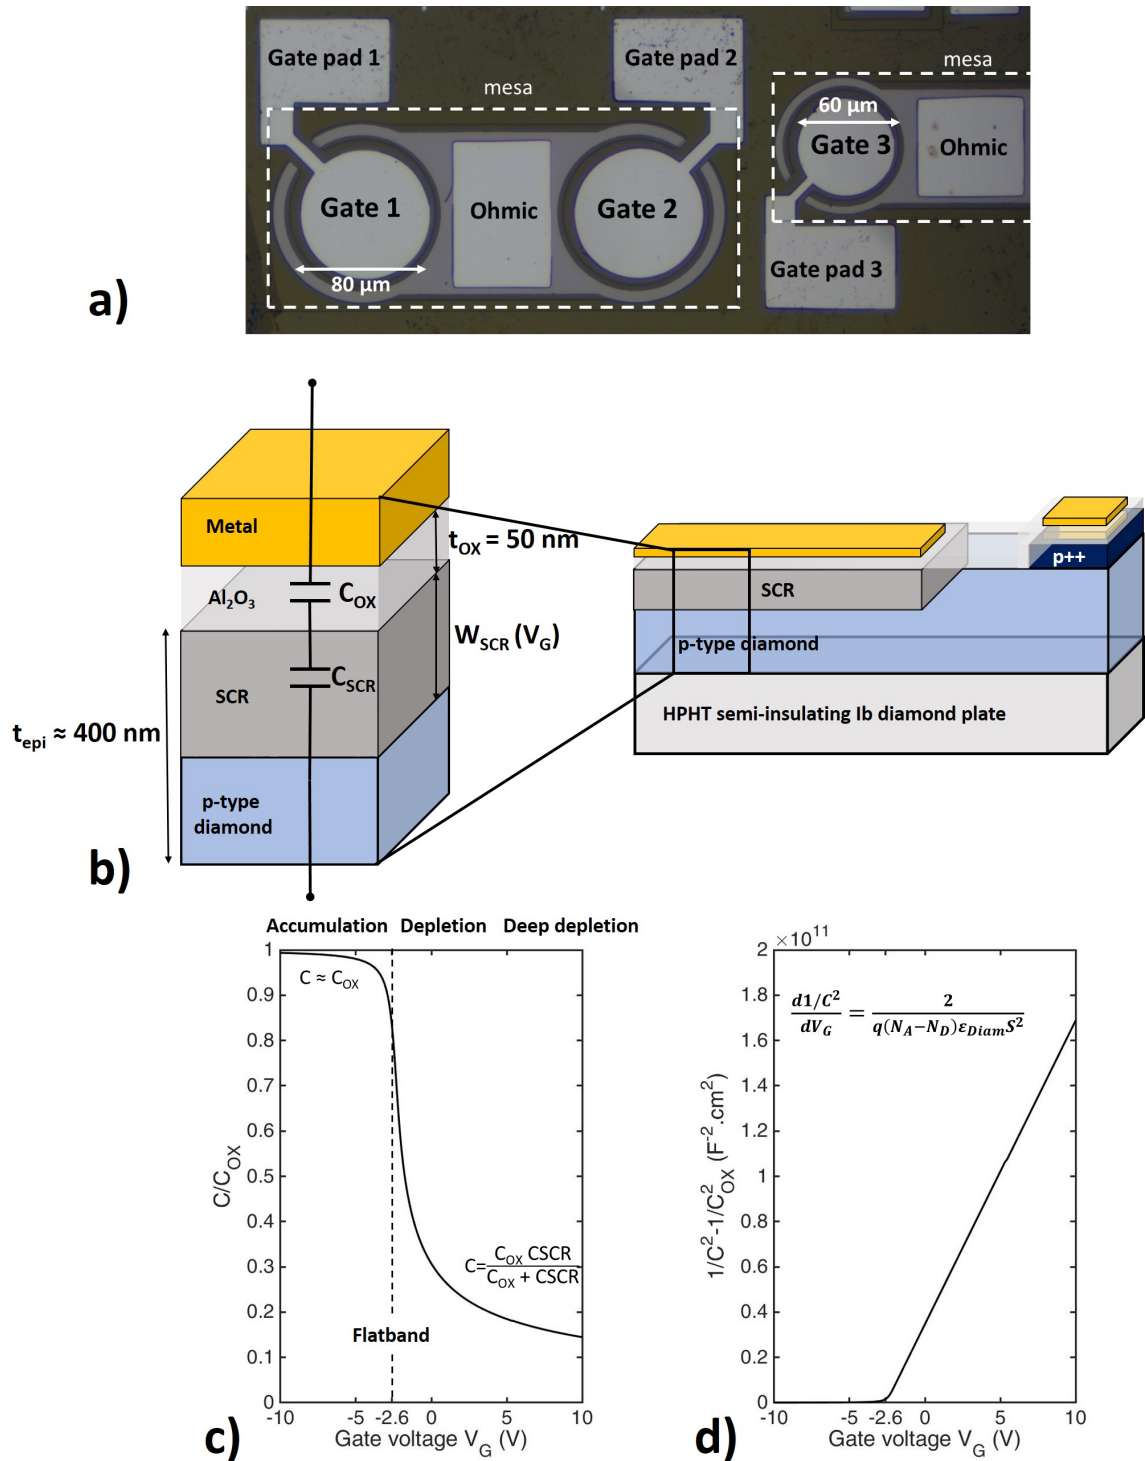 Gate pad 1
Gate pad 2
mesa
mesa
60 µm
Gate 3
Ohmic
Gate 1
Ohmic
Gate 2
80 µm
Gate pad 3
a)
Metal
tOX = 50 nm
Al2O3
COX
WSCR (VG)
SCR
CSCR
tepi ≈ 400 nm
p-type
diamond
p++
SCR
p-type diamond
HPHT semi-insulating Ib diamond plate
b)
Accumulation Depletion Deep depletion
1
0.9
0.8
0.7
0.6
0.5
0.4
0.3
0.2
0.1
0
C/COX
C ≈ COX
C= COX CSCR / COX + CSCR
Flatband
-10 -5 -2.6 0 5 10
Gate voltage VG (V)
c)
×10^11
2
1.8
1.6
1.4
1.2
1
0.8
0.6
0.4
0.2
0
1/C^2-1/C^2OX (F^-2.cm^2)
d1/C^2 / dVG = 2 / q(NA−ND)εDiamS^2
-10 -5 -2.6 0 5 10
Gate voltage VG (V)
d)